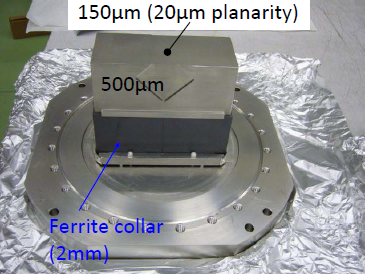 150µm (20µm planarity)
500µm
Ferrite collar
(2mm)